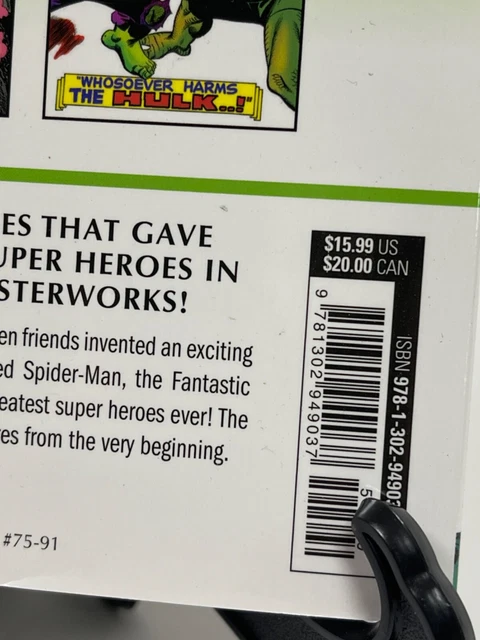 "WHOSOEVER HARMS
THE HULK...!"
ES THAT GAVE
UPER HEROES IN
STERWORKS!
en friends invented an exciting
ed Spider-Man, the Fantastic
eatest super heroes ever! The
es from the very beginning.
#75-91
$15.99 US
$20.00 CAN
9 781302 949037
ISBN 978-1-302-9490
5